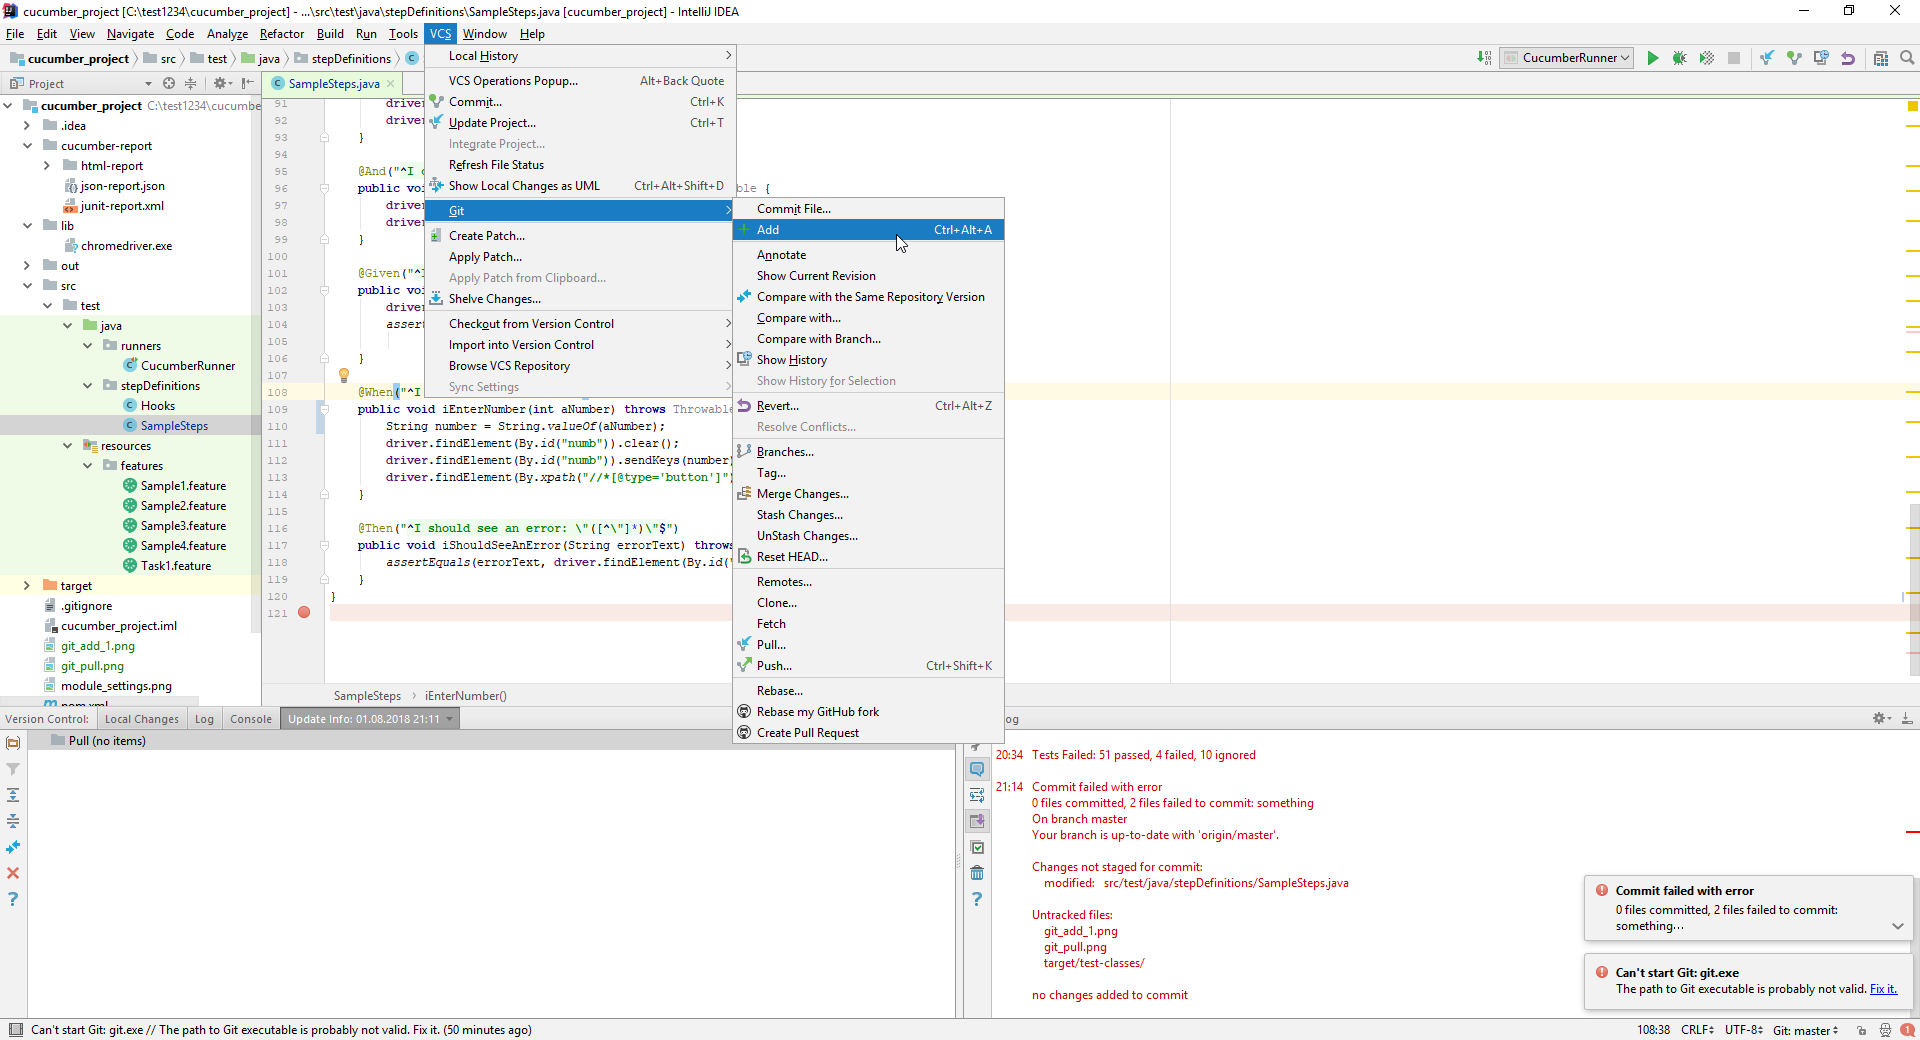 cucumber_project [C:\test1234\cucumber_project] - ...\src\test\java\stepDefinitions\SampleSteps.java [cucumber_project] - IntelliJ IDEA
File Edit View Navigate Code Analyze Refactor Build Run Tools VCS Window Help
cucumber_project src test java stepDefinitions CucumberRunner
Project
SampleSteps.java
cucumber_project C:\test1234\cucumbe
.idea
cucumber-report
html-report
json-report.json
junit-report.xml
lib
chromedriver.exe
out
src
test
java
runners
CucumberRunner
stepDefinitions
Hooks
SampleSteps
resources
features
Sample1.feature
Sample2.feature
Sample3.feature
Sample4.feature
Task1.feature
target
.gitignore
cucumber_project.iml
git_add_1.png
git_pull.png
module_settings.png
pom.xml
91 driver
92 driver
93 }
94
95 @And("^I
96 public voi ble {
97 driver
98 driver
99 }
100
101 @Given("^I
102 public voi
103 driver
104 assert
105
106 }
107
108 @When("^I
109 public void iEnterNumber(int aNumber) throws Throwable
110 String number = String.valueOf(aNumber);
111 driver.findElement(By.id("numb")).clear();
112 driver.findElement(By.id("numb")).sendKeys(number)
113 driver.findElement(By.xpath("//*[@type='button']")
114 }
115
116 @Then("^I should see an error: \"([^\"]*)\"$")
117 public void iShouldSeeAnError(String errorText) throws
118 assertEquals(errorText, driver.findElement(By.id("
119 }
120 }
121
SampleSteps › iEnterNumber()
Local History
VCS Operations Popup... Alt+Back Quote
Commit... Ctrl+K
Update Project... Ctrl+T
Integrate Project...
Refresh File Status
Show Local Changes as UML Ctrl+Alt+Shift+D
Git
Create Patch...
Apply Patch...
Apply Patch from Clipboard...
Shelve Changes...
Checkout from Version Control
Import into Version Control
Browse VCS Repository
Sync Settings
Commit File...
Add Ctrl+Alt+A
Annotate
Show Current Revision
Compare with the Same Repository Version
Compare with...
Compare with Branch...
Show History
Show History for Selection
Revert... Ctrl+Alt+Z
Resolve Conflicts...
Branches...
Tag...
Merge Changes...
Stash Changes...
UnStash Changes...
Reset HEAD...
Remotes...
Clone...
Fetch
Pull...
Push... Ctrl+Shift+K
Rebase...
Rebase my GitHub fork
Create Pull Request
Version Control: Local Changes Log Console Update Info: 01.08.2018 21:11
Pull (no items)
og
20:34 Tests Failed: 51 passed, 4 failed, 10 ignored
21:14 Commit failed with error
0 files committed, 2 files failed to commit: something
On branch master
Your branch is up-to-date with 'origin/master'.
Changes not staged for commit:
modified: src/test/java/stepDefinitions/SampleSteps.java
Untracked files:
git_add_1.png
git_pull.png
target/test-classes/
no changes added to commit
Commit failed with error
0 files committed, 2 files failed to commit:
something...
Can't start Git: git.exe
The path to Git executable is probably not valid. Fix it.
Can't start Git: git.exe // The path to Git executable is probably not valid. Fix it. (50 minutes ago)
108:38 CRLF UTF-8 Git: master 1